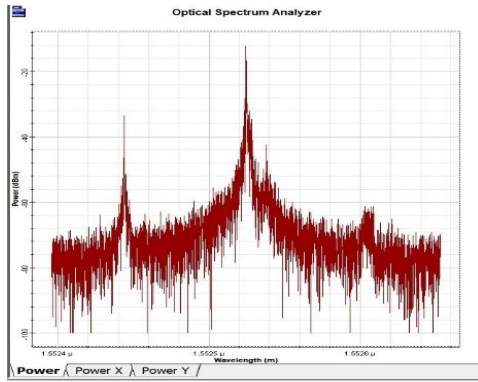 Optical Spectrum Analyzer
Power (dBm)
-20
-40
-60
-80
-100
1.5524 µ
1.5525 µ
1.5526 µ
Wavelength (m)
Power
Power X
Power Y